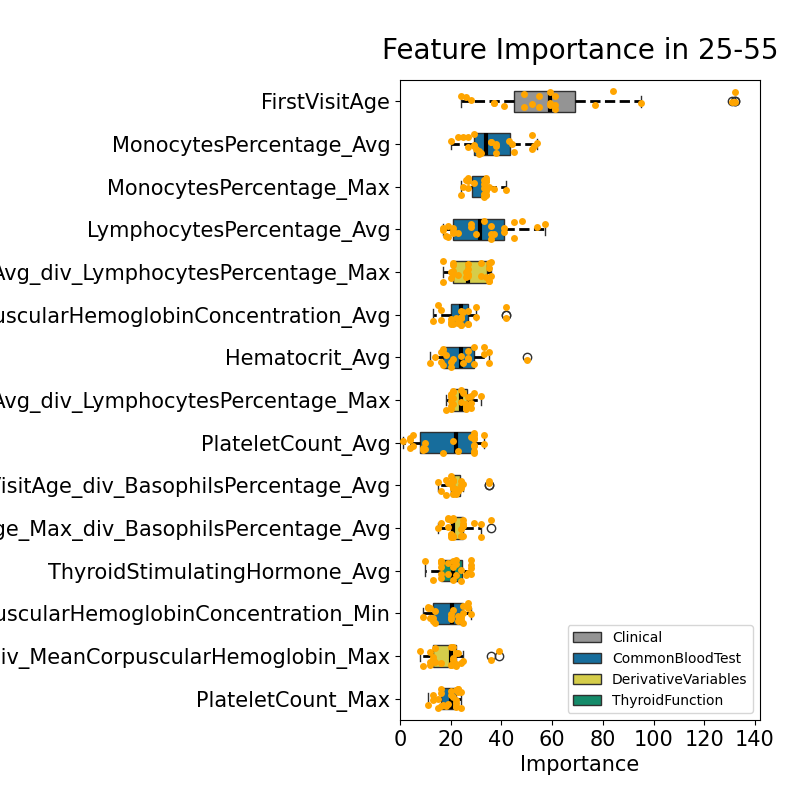 Feature Importance in 25-55
FirstVisitAge
MonocytesPercentage_Avg
MonocytesPercentage_Max
LymphocytesPercentage_Avg
Avg_div_LymphocytesPercentage_Max
uscularHemoglobinConcentration_Avg
Hematocrit_Avg
Avg_div_LymphocytesPercentage_Max
PlateletCount_Avg
VisitAge_div_BasophilsPercentage_Avg
ge_Max_div_BasophilsPercentage_Avg
ThyroidStimulatingHormone_Avg
uscularHemoglobinConcentration_Min
iv_MeanCorpuscularHemoglobin_Max
PlateletCount_Max
Clinical
CommonBloodTest
DerivativeVariables
ThyroidFunction
0 20 40 60 80 100 120 140
Importance